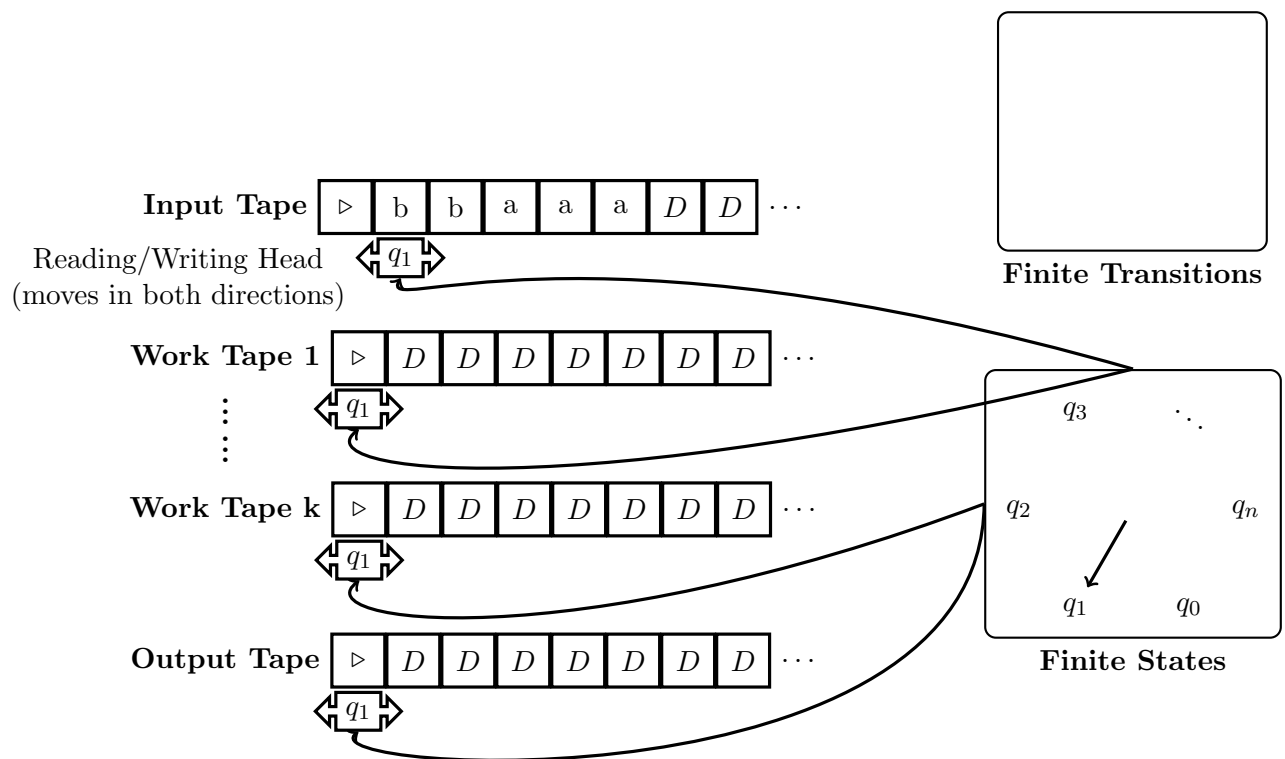 Input Tape ▷ b b a a a D D ⋯
q₁
Reading/Writing Head
(moves in both directions)
Finite Transitions
Work Tape 1 ▷ D D D D D D D ⋯
q₁
⋮
⋮
Work Tape k ▷ D D D D D D D ⋯
q₁
Output Tape ▷ D D D D D D D ⋯
q₁
q₃ ⋱
q₂ qₙ
q₁ q₀
Finite States